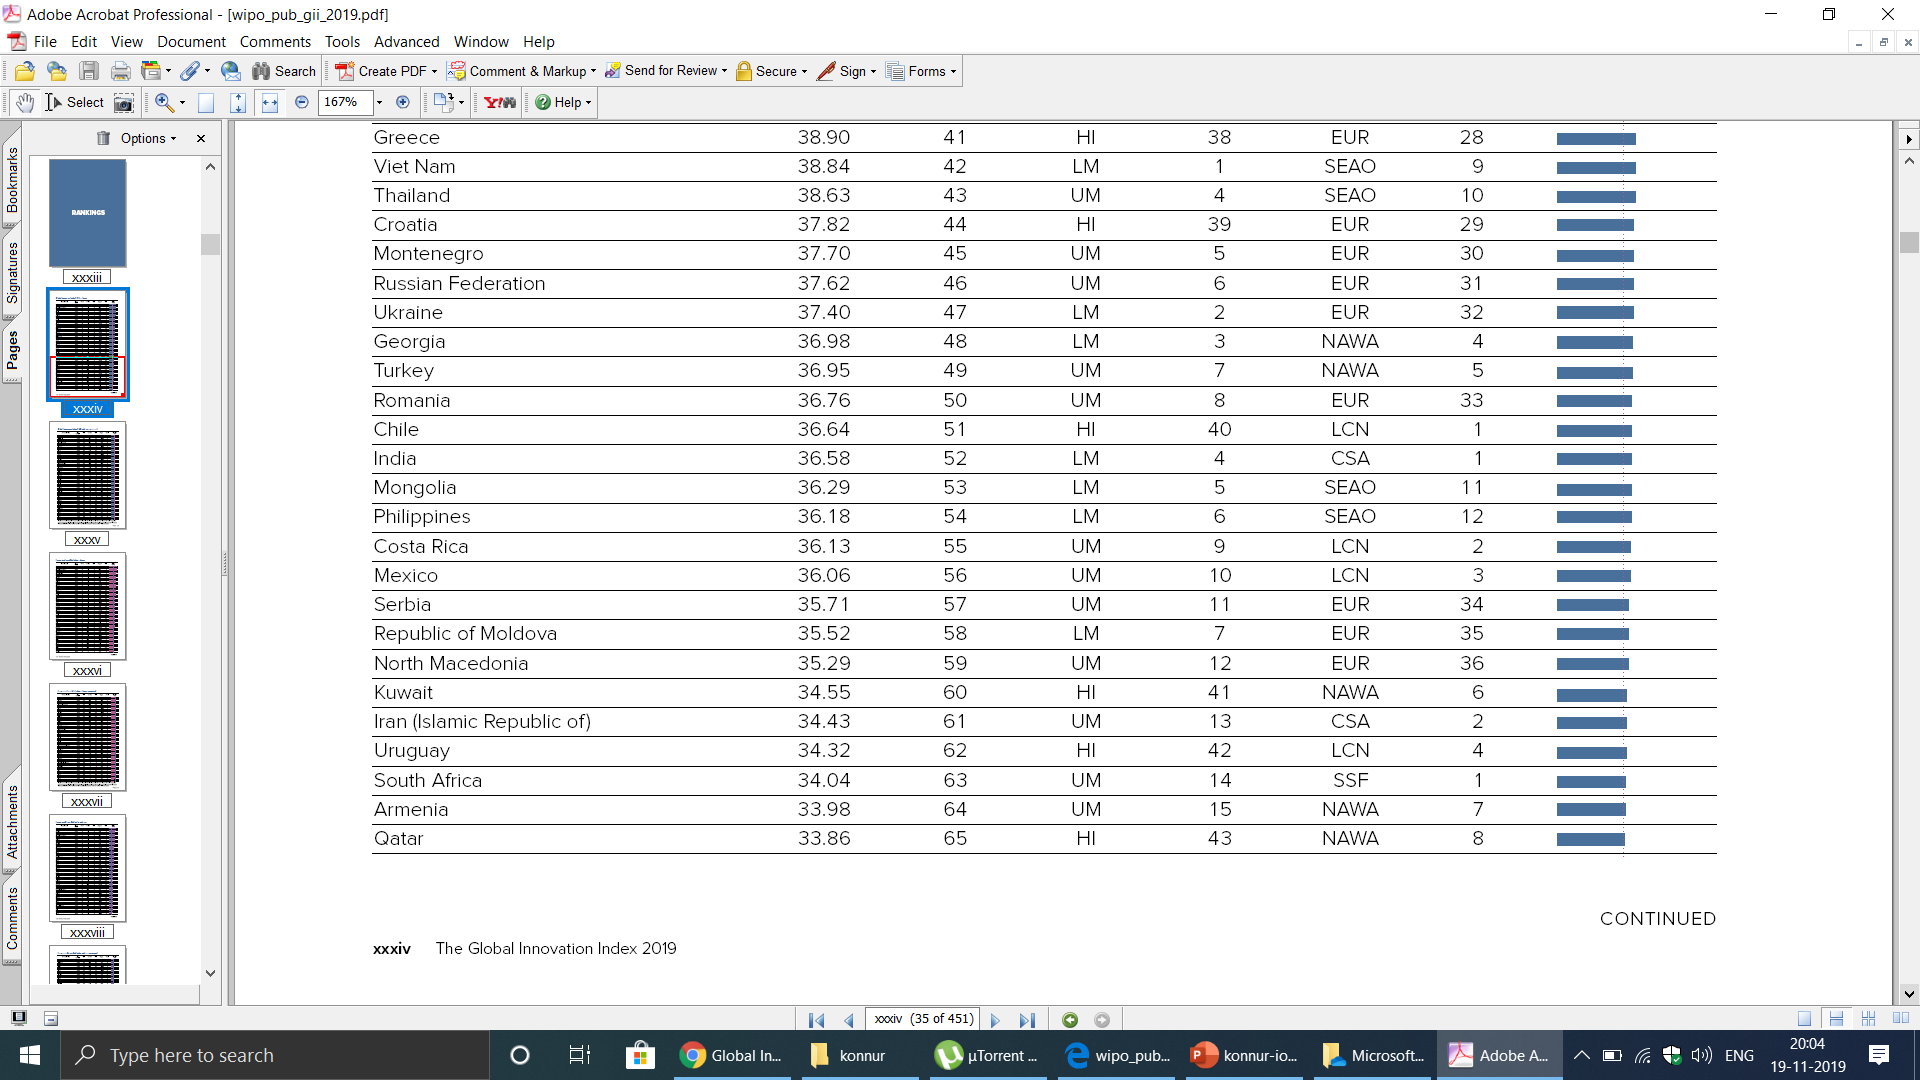 Adobe Acrobat Professional - [wipo_pub_gii_2019.pdf]
File Edit View Document Comments Tools Advanced Window Help
Search Create PDF Comment & Markup Send for Review Secure Sign Forms
Select 167% Y! Help
Options
Bookmarks
Signatures
Pages
Attachments
Comments
RANKINGS
xxxiii
xxxiv
xxxv
xxxvi
xxxvii
xxxviii
Greece 38.90 41 HI 38 EUR 28
Viet Nam 38.84 42 LM 1 SEAO 9
Thailand 38.63 43 UM 4 SEAO 10
Croatia 37.82 44 HI 39 EUR 29
Montenegro 37.70 45 UM 5 EUR 30
Russian Federation 37.62 46 UM 6 EUR 31
Ukraine 37.40 47 LM 2 EUR 32
Georgia 36.98 48 LM 3 NAWA 4
Turkey 36.95 49 UM 7 NAWA 5
Romania 36.76 50 UM 8 EUR 33
Chile 36.64 51 HI 40 LCN 1
India 36.58 52 LM 4 CSA 1
Mongolia 36.29 53 LM 5 SEAO 11
Philippines 36.18 54 LM 6 SEAO 12
Costa Rica 36.13 55 UM 9 LCN 2
Mexico 36.06 56 UM 10 LCN 3
Serbia 35.71 57 UM 11 EUR 34
Republic of Moldova 35.52 58 LM 7 EUR 35
North Macedonia 35.29 59 UM 12 EUR 36
Kuwait 34.55 60 HI 41 NAWA 6
Iran (Islamic Republic of) 34.43 61 UM 13 CSA 2
Uruguay 34.32 62 HI 42 LCN 4
South Africa 34.04 63 UM 14 SSF 1
Armenia 33.98 64 UM 15 NAWA 7
Qatar 33.86 65 HI 43 NAWA 8
CONTINUED
xxxiv The Global Innovation Index 2019
xxxiv (35 of 451)
Type here to search
Global In...
konnur
µTorrent ...
wipo_pub...
konnur-io...
Microsoft...
Adobe A...
ENG
20:04
19-11-2019